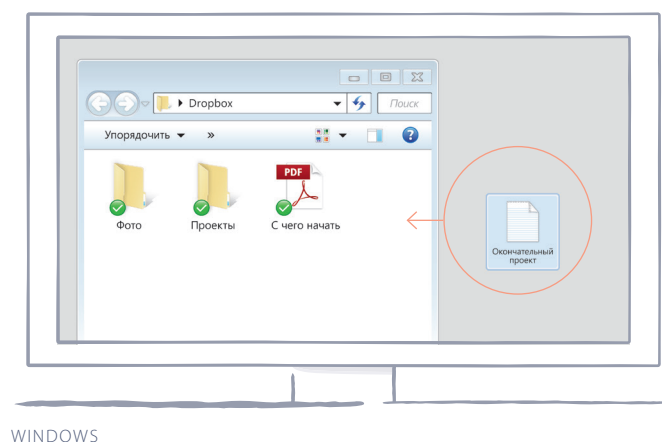 Dropbox
Поиск
Упорядочить
»
PDF
Фото
Проекты
С чего начать
Окончательный
проект
WINDOWS